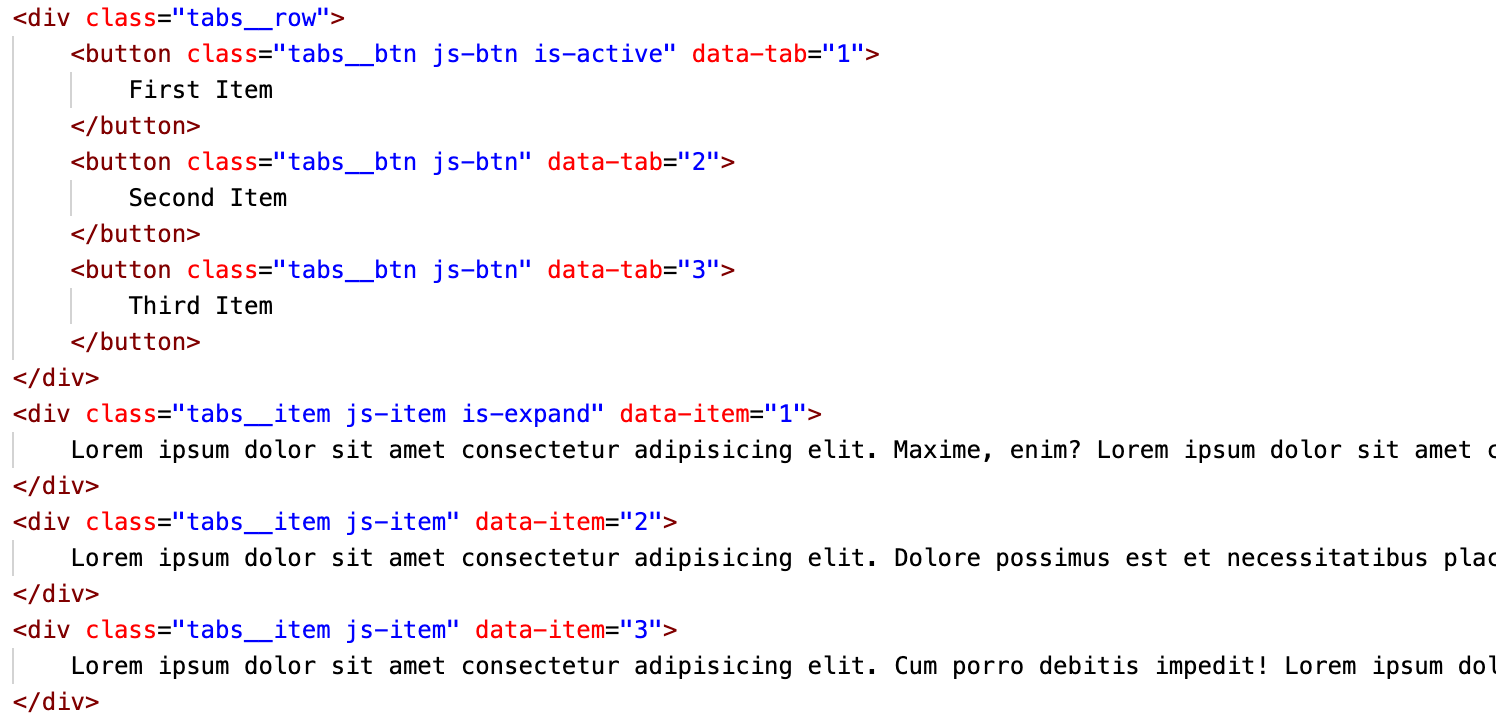 <div class="tabs__row">
    <button class="tabs__btn js-btn is-active" data-tab="1">
        First Item
    </button>
    <button class="tabs__btn js-btn" data-tab="2">
        Second Item
    </button>
    <button class="tabs__btn js-btn" data-tab="3">
        Third Item
    </button>
</div>
<div class="tabs__item js-item is-expand" data-item="1">
    Lorem ipsum dolor sit amet consectetur adipisicing elit. Maxime, enim? Lorem ipsum dolor sit amet
</div>
<div class="tabs__item js-item" data-item="2">
    Lorem ipsum dolor sit amet consectetur adipisicing elit. Dolore possimus est et necessitatibus
</div>
<div class="tabs__item js-item" data-item="3">
    Lorem ipsum dolor sit amet consectetur adipisicing elit. Cum porro debitis impedit! Lorem ipsum
</div>